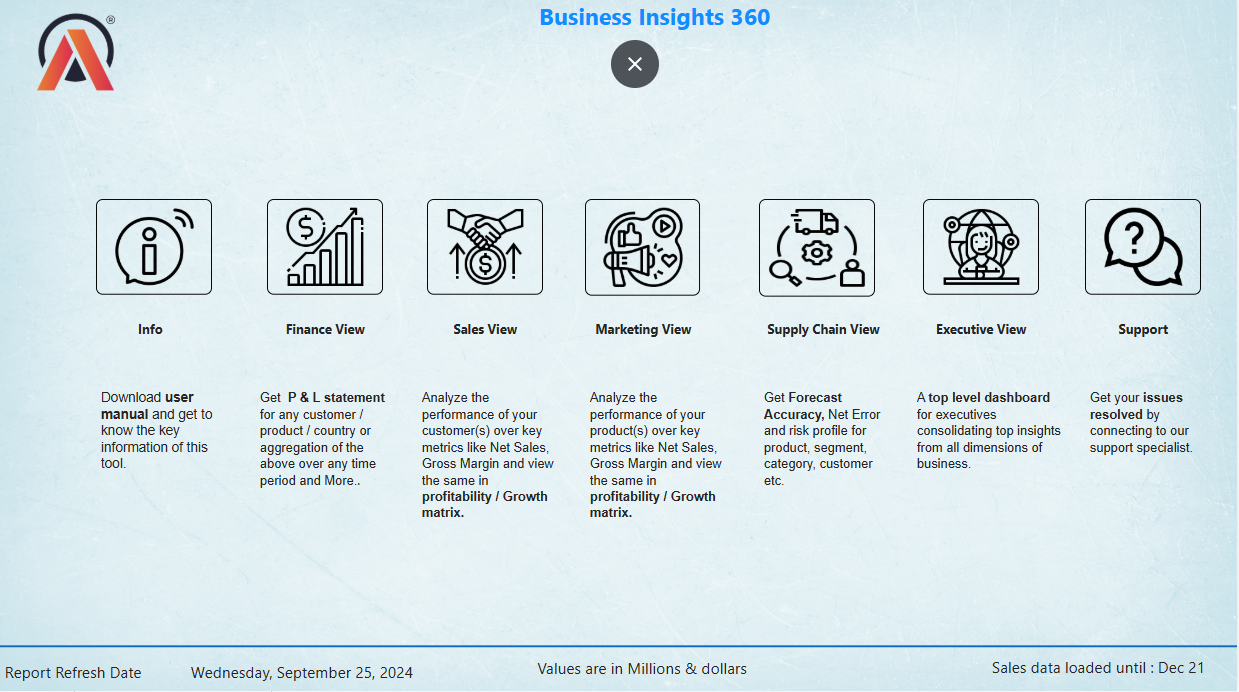 ®
Business Insights 360
Info
Finance View
Sales View
Marketing View
Supply Chain View
Executive View
Support
Download user
manual and get to
know the key
information of this
tool.
Get  P & L statement
for any customer /
product / country or
aggregation of the
above over any time
period and More..
Analyze the
performance of your
customer(s) over key
metrics like Net Sales,
Gross Margin and view
the same in
profitability / Growth
matrix.
Analyze the
performance of your
product(s) over key
metrics like Net Sales,
Gross Margin and view
the same in
profitability / Growth
matrix.
Get Forecast
Accuracy, Net Error
and risk profile for
product, segment,
category, customer
etc.
A top level dashboard
for executives
consolidating top insights
from all dimensions of
business.
Get your issues
resolved by
connecting to our
support specialist.
Report Refresh Date
Wednesday, September 25, 2024
Values are in Millions & dollars
Sales data loaded until : Dec 21